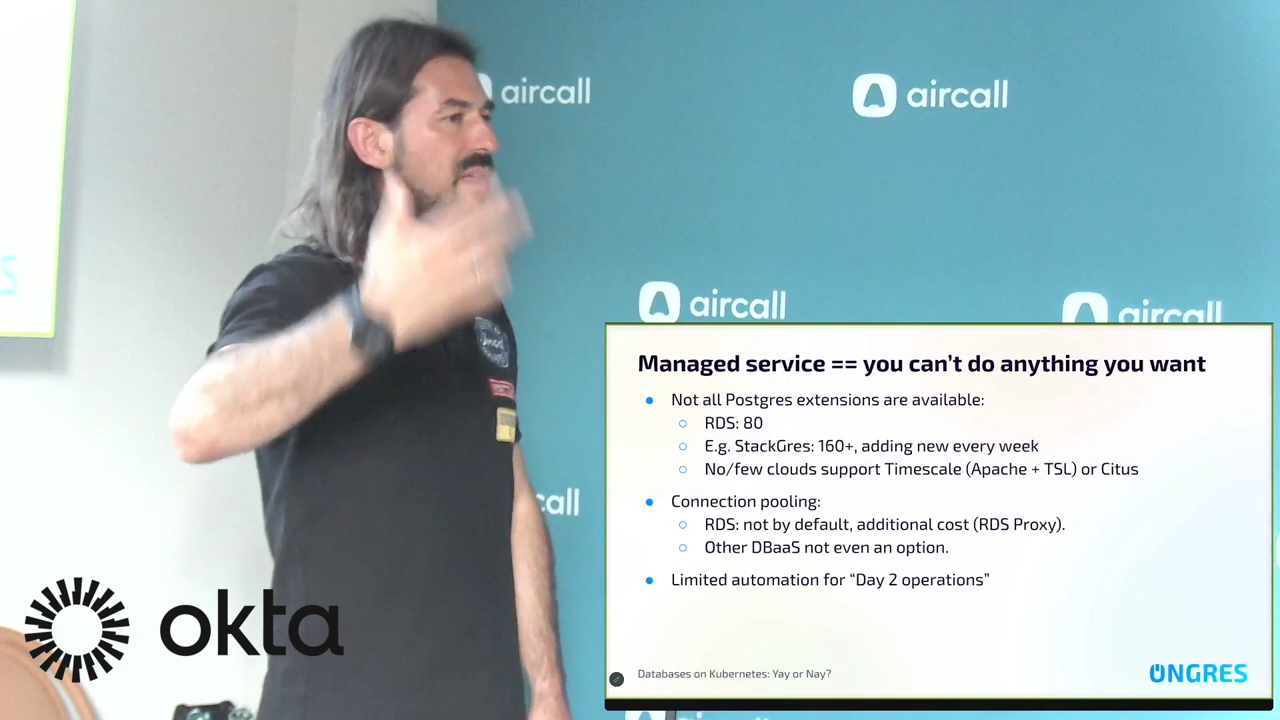 aircall
aircall
aircall
aircall
Managed service == you can’t do anything you want
Not all Postgres extensions are available:
RDS: 80
E.g. StackGres: 160+, adding new every week
No/few clouds support Timescale (Apache + TSL) or Citus
Connection pooling:
RDS: not by default, additional cost (RDS Proxy).
Other DBaaS not even an option.
Limited automation for “Day 2 operations”
Databases on Kubernetes: Yay or Nay?
ONGRES
okta